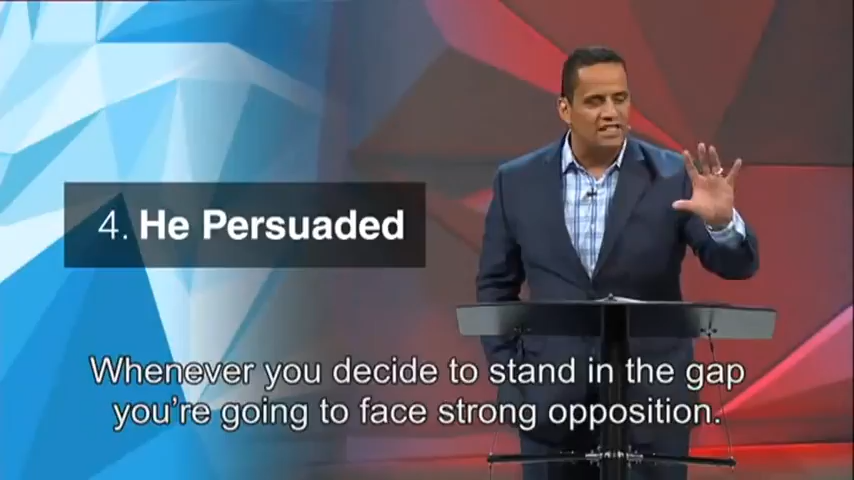 4. He Persuaded
Whenever you decide to stand in the gap
you're going to face strong opposition.